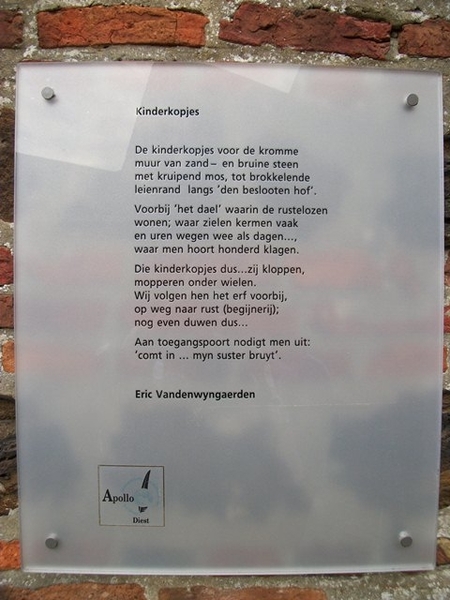 Kinderkopjes
De kinderkopjes voor de kromme
muur van zand– en bruine steen
met kruipend mos, tot brokkelende
leienrand langs ‘den beslooten hof’.
Voorbij ‘het dael’ waarin de rustelozen
wonen; waar zielen kermen vaak
en uren wegen wee als dagen...,
waar men hoort honderd klagen.
Die kinderkopjes dus...zij kloppen,
mopperen onder wielen.
Wij volgen hen het erf voorbij,
op weg naar rust (begijnerij);
nog even duwen dus...
Aan toegangspoort nodigt men uit:
‘comt in ... myn suster bruyt’.
Eric Vandenwyngaerden
Apollo
Diest